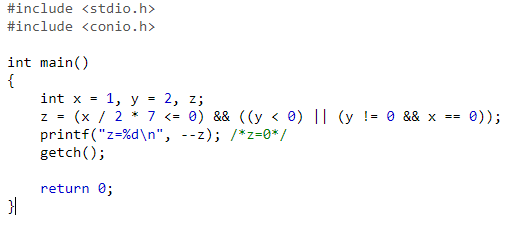 #include <stdio.h>
#include <conio.h>

int main()
{
    int x = 1, y = 2, z;
    z = (x / 2 * 7 <= 0) && ((y < 0) || (y != 0 && x == 0));
    printf("z=%d\n", --z); /*z=0*/
    getch();

    return 0;
}